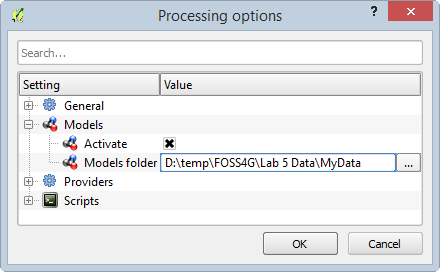 Processing options
?
Search...
Setting Value
General
Models
Activate
Models folder D:\temp\FOSS4G\Lab 5 Data\MyData ...
Providers
Scripts
OK Cancel